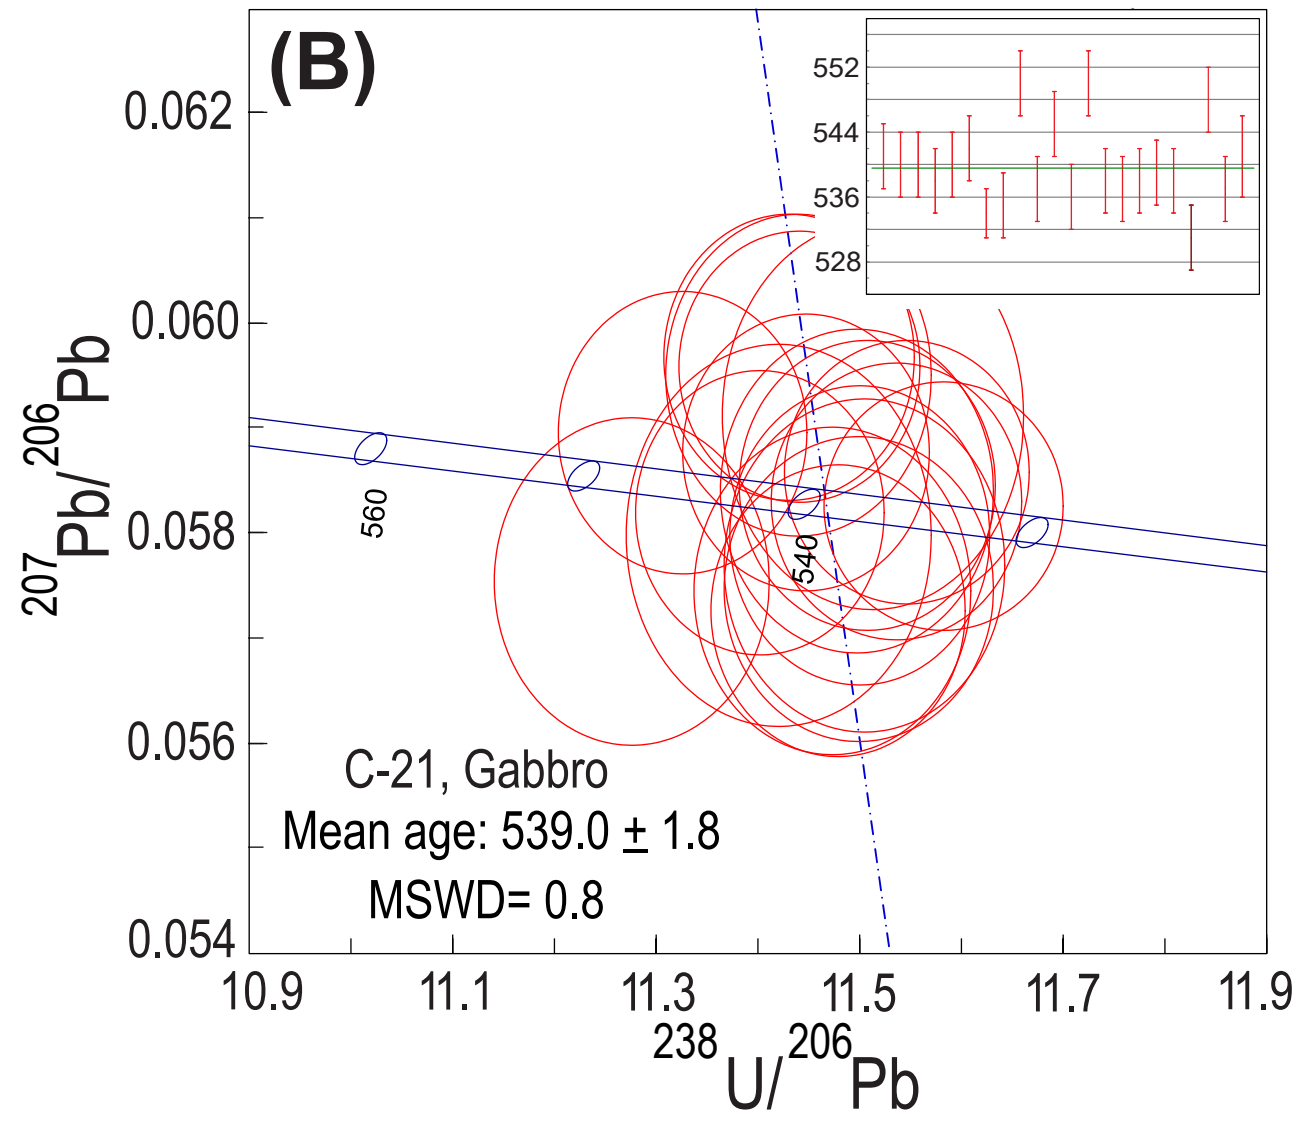 (B)
552
544
536
528
0.062
0.060
0.058
0.056
0.054
207Pb/206Pb
560
540
C-21, Gabbro
Mean age: 539.0 ± 1.8
MSWD= 0.8
10.9 11.1 11.3 11.5 11.7 11.9
238U/206Pb